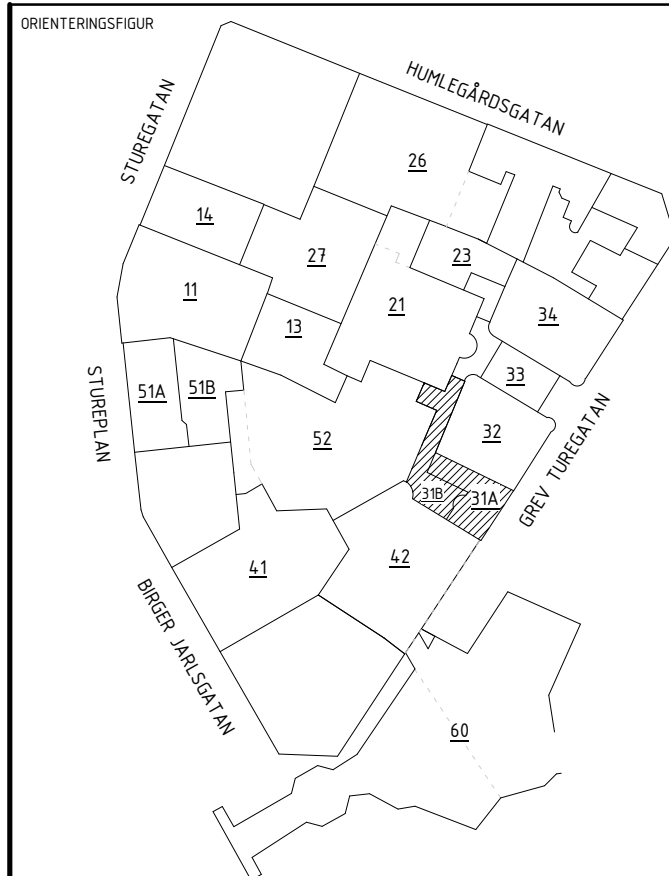 ORIENTERINGSFIGUR
HUMLEGÅRDSGATAN
STUREGATAN
26
14
27
23
11
21
34
13
33
51A
51B
STUREPLAN
52
32
GREV TUREGATAN
31B
31A
41
42
BIRGER JARLSGATAN
60